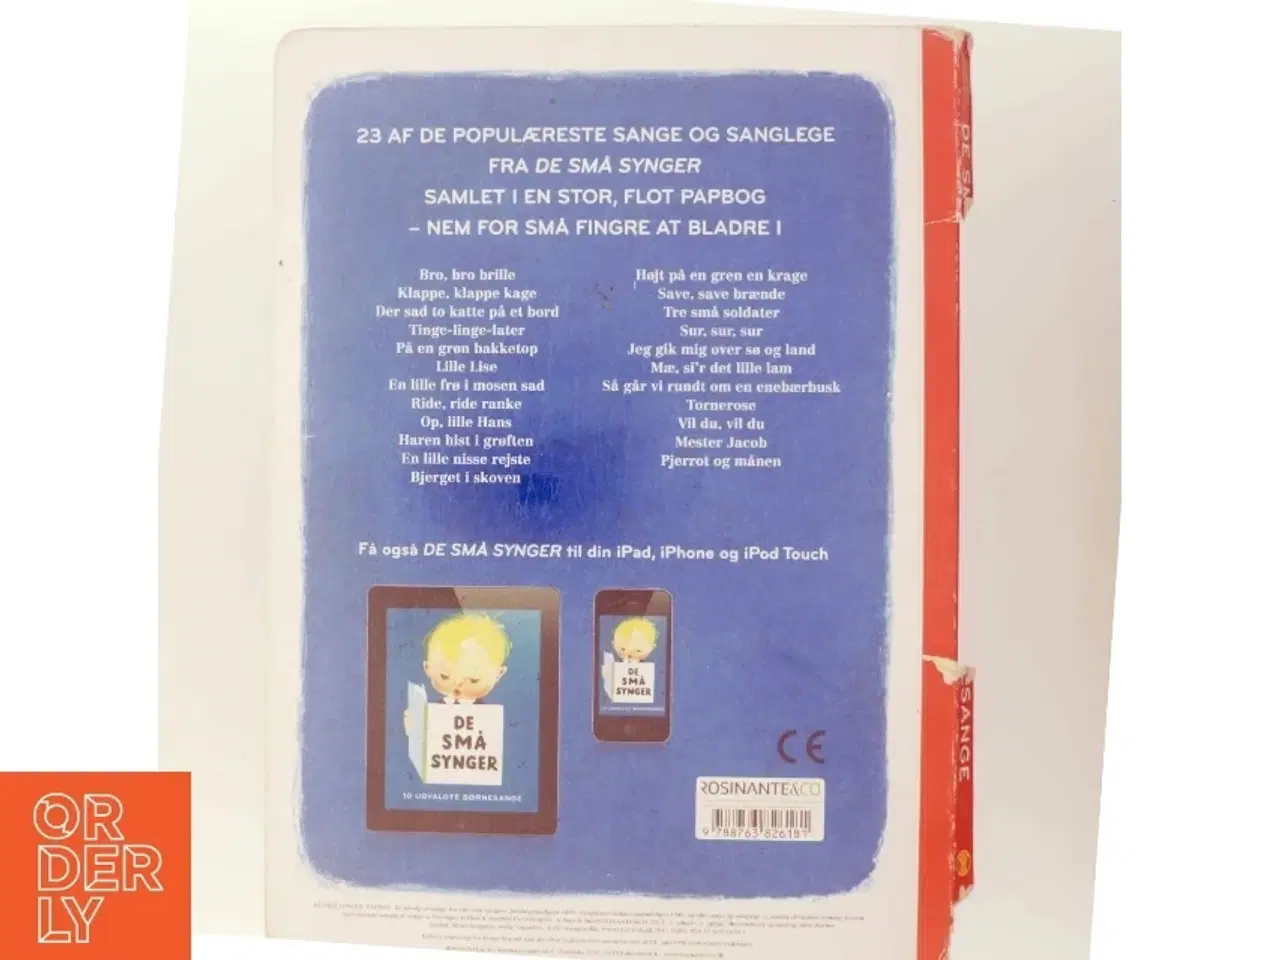 23 AF DE POPULÆRESTE SANGE OG SANGLEGE
FRA DE SMÅ SYNGER
SAMLET I EN STOR, FLOT PAPBOG
– NEM FOR SMÅ FINGRE AT BLADRE I
Bro, bro brille
Klappe, klappe kage
Der sad to katte på et bord
Tinge-linge-later
På en grøn bakketop
Lille Lise
En lille frø i mosen sad
Ride, ride ranke
Op, lille Hans
Haren hist i grøften
En lille nisse rejste
Bjerget i skoven
Højt på en gren en krage
Save, save brænde
Tre små soldater
Sur, sur, sur
Jeg gik mig over sø og land
Mæ, si'r det lille lam
Så går vi rundt om en enebærbusk
Tornerose
Vil du, vil du
Mester Jacob
Pjerrot og månen
Få også DE SMÅ SYNGER til din iPad, iPhone og iPod Touch
DE
SMÅ
SYNGER
10 UDVALGTE BØRNESANGE
DE
SMÅ
SYNGER
CE
ROSINANTE&CO
9 788763 826181
DE
SANGE
ORDERLY